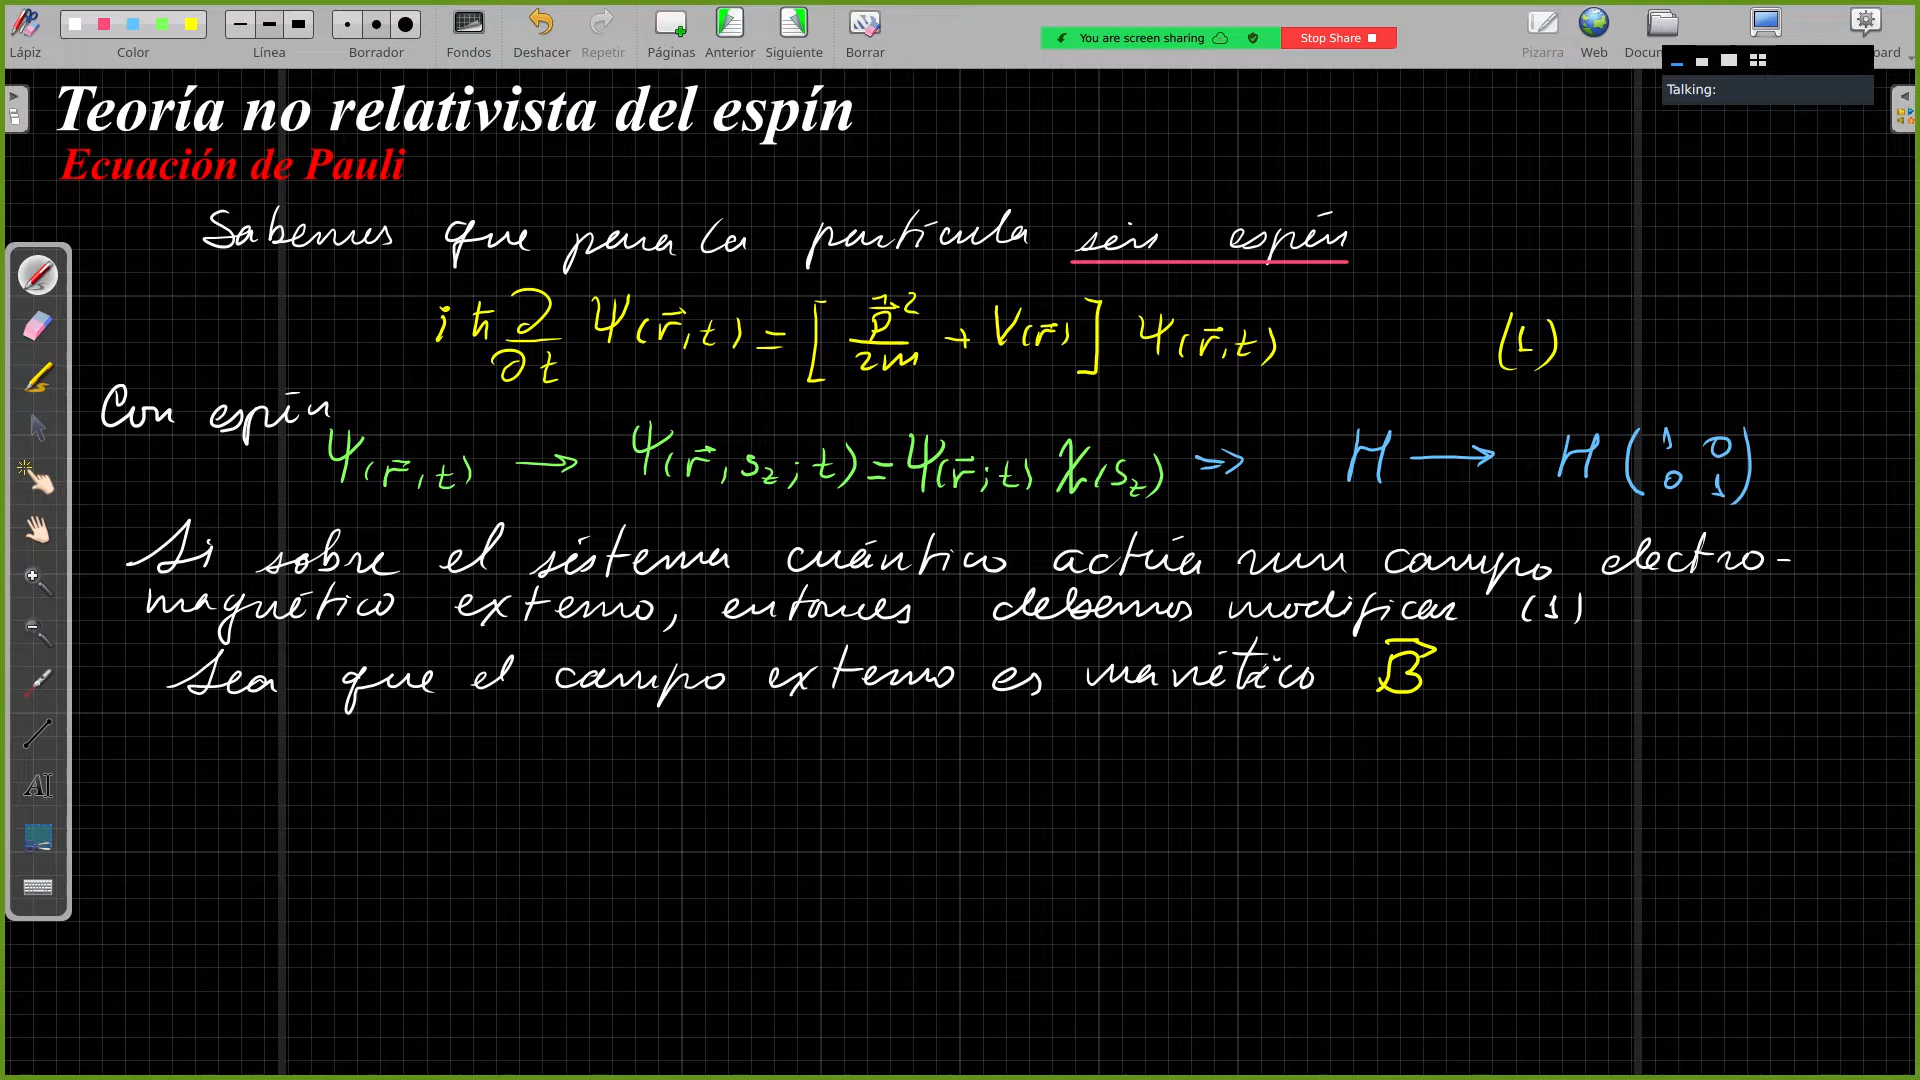 Lápiz Color Línea Borrador Fondos Deshacer Repetir Páginas Anterior Siguiente Borrar You are screen sharing Stop Share Pizarra Web Docum board
Talking:
Teoría no relativista del espín
Ecuación de Pauli
Sabemos que para la partícula sin espín
iħ ∂/∂t Ψ(r⃗,t) = [p⃗²/2m + V(r⃗)] Ψ(r⃗,t) (1)
Con espín
Ψ(r⃗,t) → Ψ(r⃗,s_z;t) = Ψ(r⃗;t) χ(s_z) ⇒ H → H (1 0
0 1)
Si sobre el sistema cuántico actúa un campo electro-
magnético externo, entonces debemos modificar (1)
Sea que el campo externo es manético B⃗